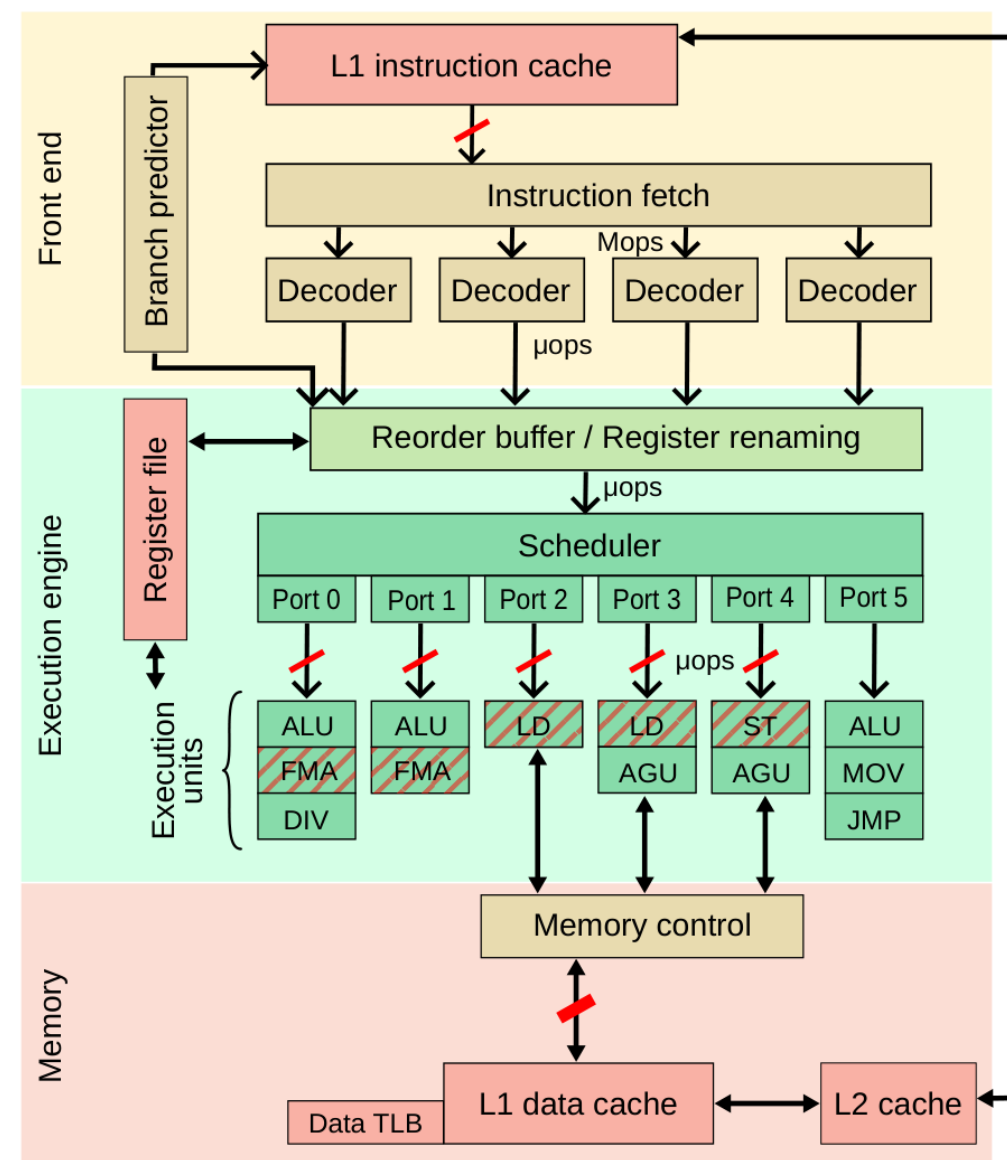 Front end
Branch predictor
L1 instruction cache
Instruction fetch
Mops
Decoder
Decoder
Decoder
Decoder
μops
Execution engine
Register file
Reorder buffer / Register renaming
μops
Scheduler
Port 0
Port 1
Port 2
Port 3
Port 4
Port 5
μops
Execution
units
ALU
FMA
DIV
ALU
FMA
LD
LD
AGU
ST
AGU
ALU
MOV
JMP
Memory
Memory control
Data TLB
L1 data cache
L2 cache